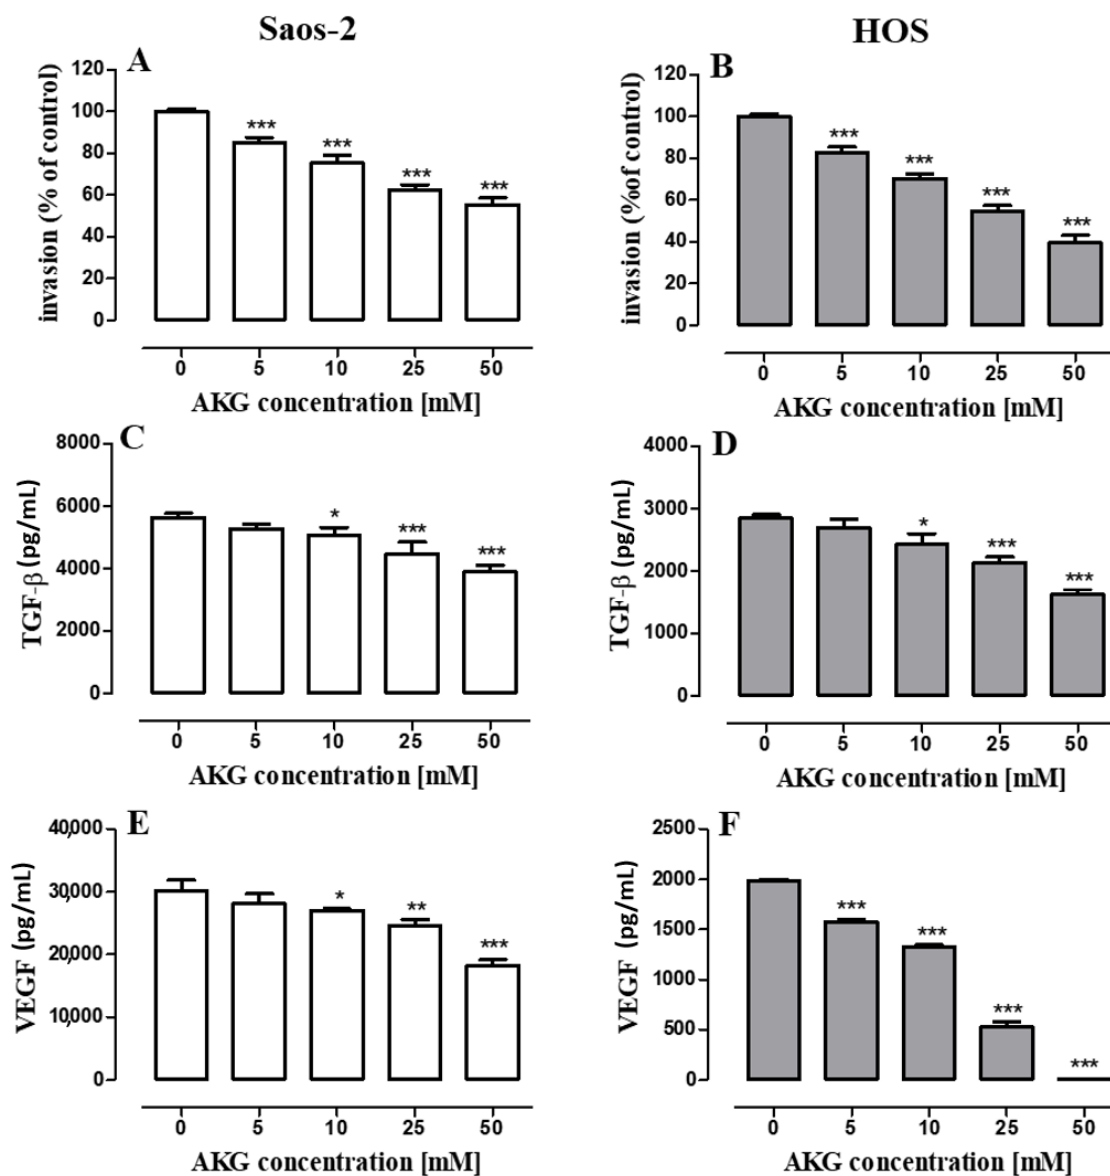 Saos-2
HOS
A
invasion (% of control)
120
100
80
60
40
20
0
***
***
***
***
0 5 10 25 50
AKG concentration [mM]
B
invasion (%of control)
120
100
80
60
40
20
0
***
***
***
***
0 5 10 25 50
AKG concentration [mM]
C
TGF-β (pg/mL)
8000
6000
4000
2000
0
*
***
***
0 5 10 25 50
AKG concentration [mM]
D
TGF-β (pg/mL)
4000
3000
2000
1000
0
*
***
***
0 5 10 25 50
AKG concentration [mM]
E
VEGF (pg/mL)
40,000
30,000
20,000
10,000
0
*
**
***
0 5 10 25 50
AKG concentration [mM]
F
VEGF (pg/mL)
2500
2000
1500
1000
500
0
***
***
***
***
0 5 10 25 50
AKG concentration [mM]